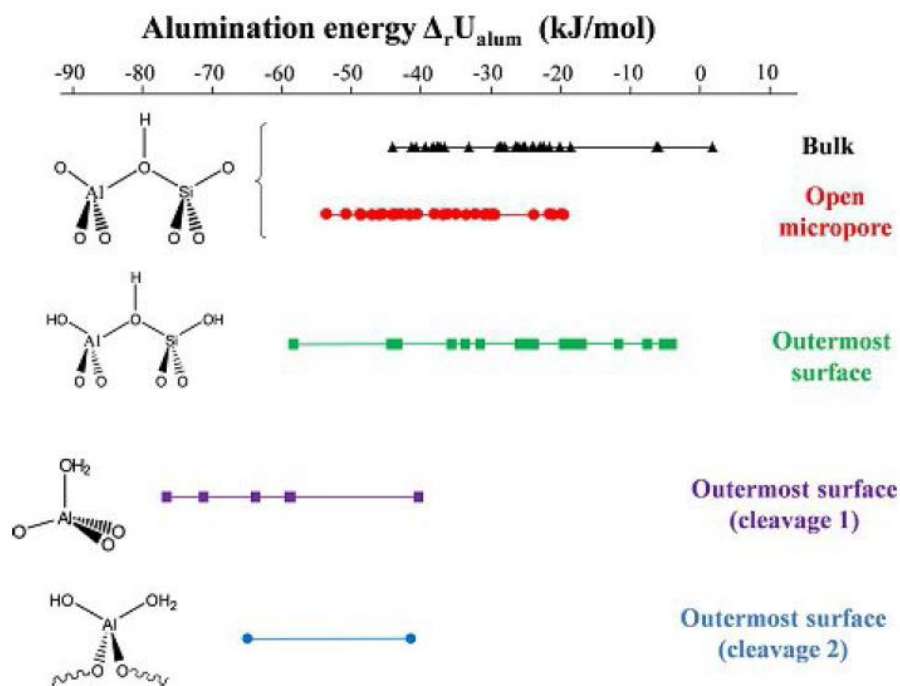 Alumination energy ΔrUalum (kJ/mol)
-90 -80 -70 -60 -50 -40 -30 -20 -10 0 10
H
O O O
Al Si
O O O O
Bulk
Open
micropore
H
HO O OH
Al Si
O O O O
Outermost
surface
OH2
Al
O O
O
Outermost surface
(cleavage 1)
HO OH2
Al
O O
Outermost surface
(cleavage 2)